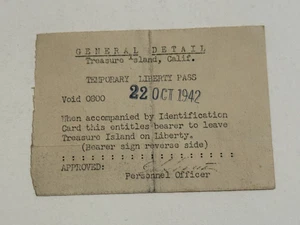 GENERAL DETAIL
Treasure Island, Calif.
TEMPORARY LIBERTY PASS
Void 0800 22 OCT 1942
When accompanied by Identification
Card this entitles bearer to leave
Treasure Island on Liberty.
(Bearer sign reverse side)
: : : : : : : : : : : : : : : : : :
APPROVED:
Personnel Officer